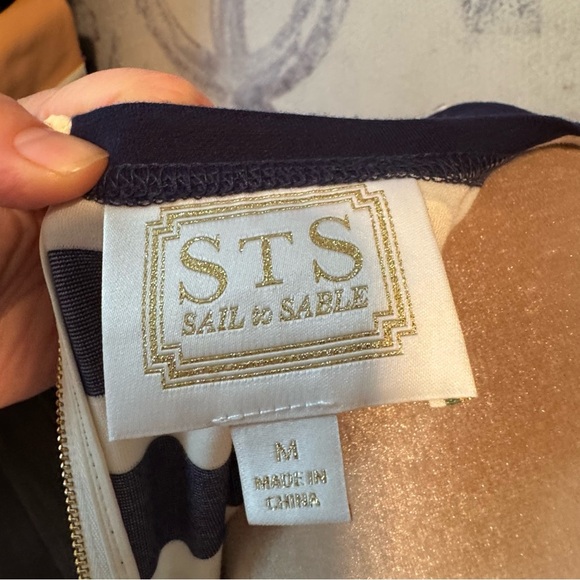 STS
SAIL to SABLE
M
MADE IN
CHINA